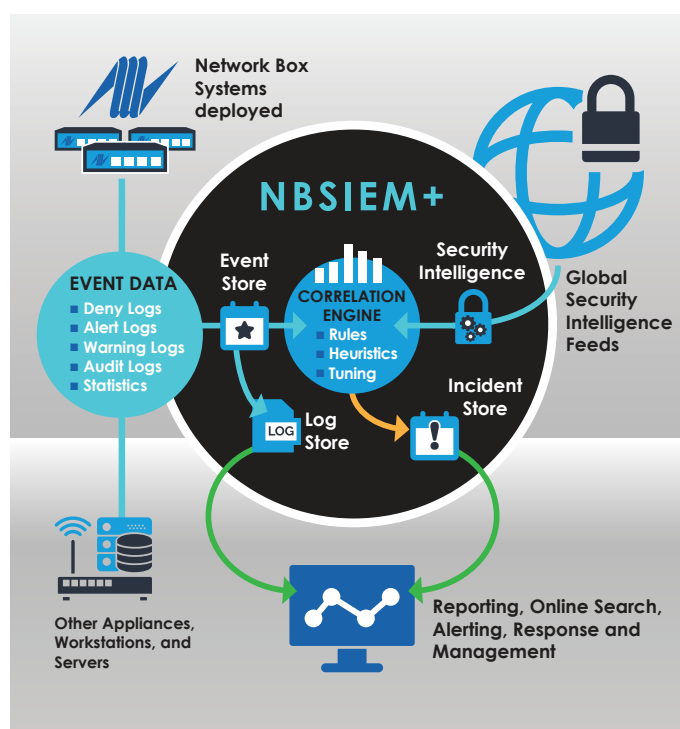 Network Box
Systems
deployed
NBSIEM+
Event
Store
Security
Intelligence
EVENT DATA
Deny Logs
Alert Logs
Warning Logs
Audit Logs
Statistics
CORRELATION
ENGINE
Rules
Heuristics
Tuning
Global
Security
Intelligence
Feeds
Incident
Store
LOG
Log
Store
Other Appliances,
Workstations, and
Servers
Reporting, Online Search,
Alerting, Response and
Management